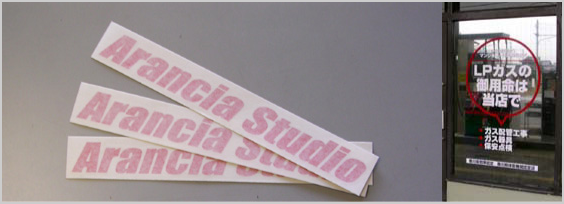 Arancia Studio
Arancia Studio
Arancia Studio
LPガスの
御用命は
当店で
ガス配管工事
ガス器具
保安点検